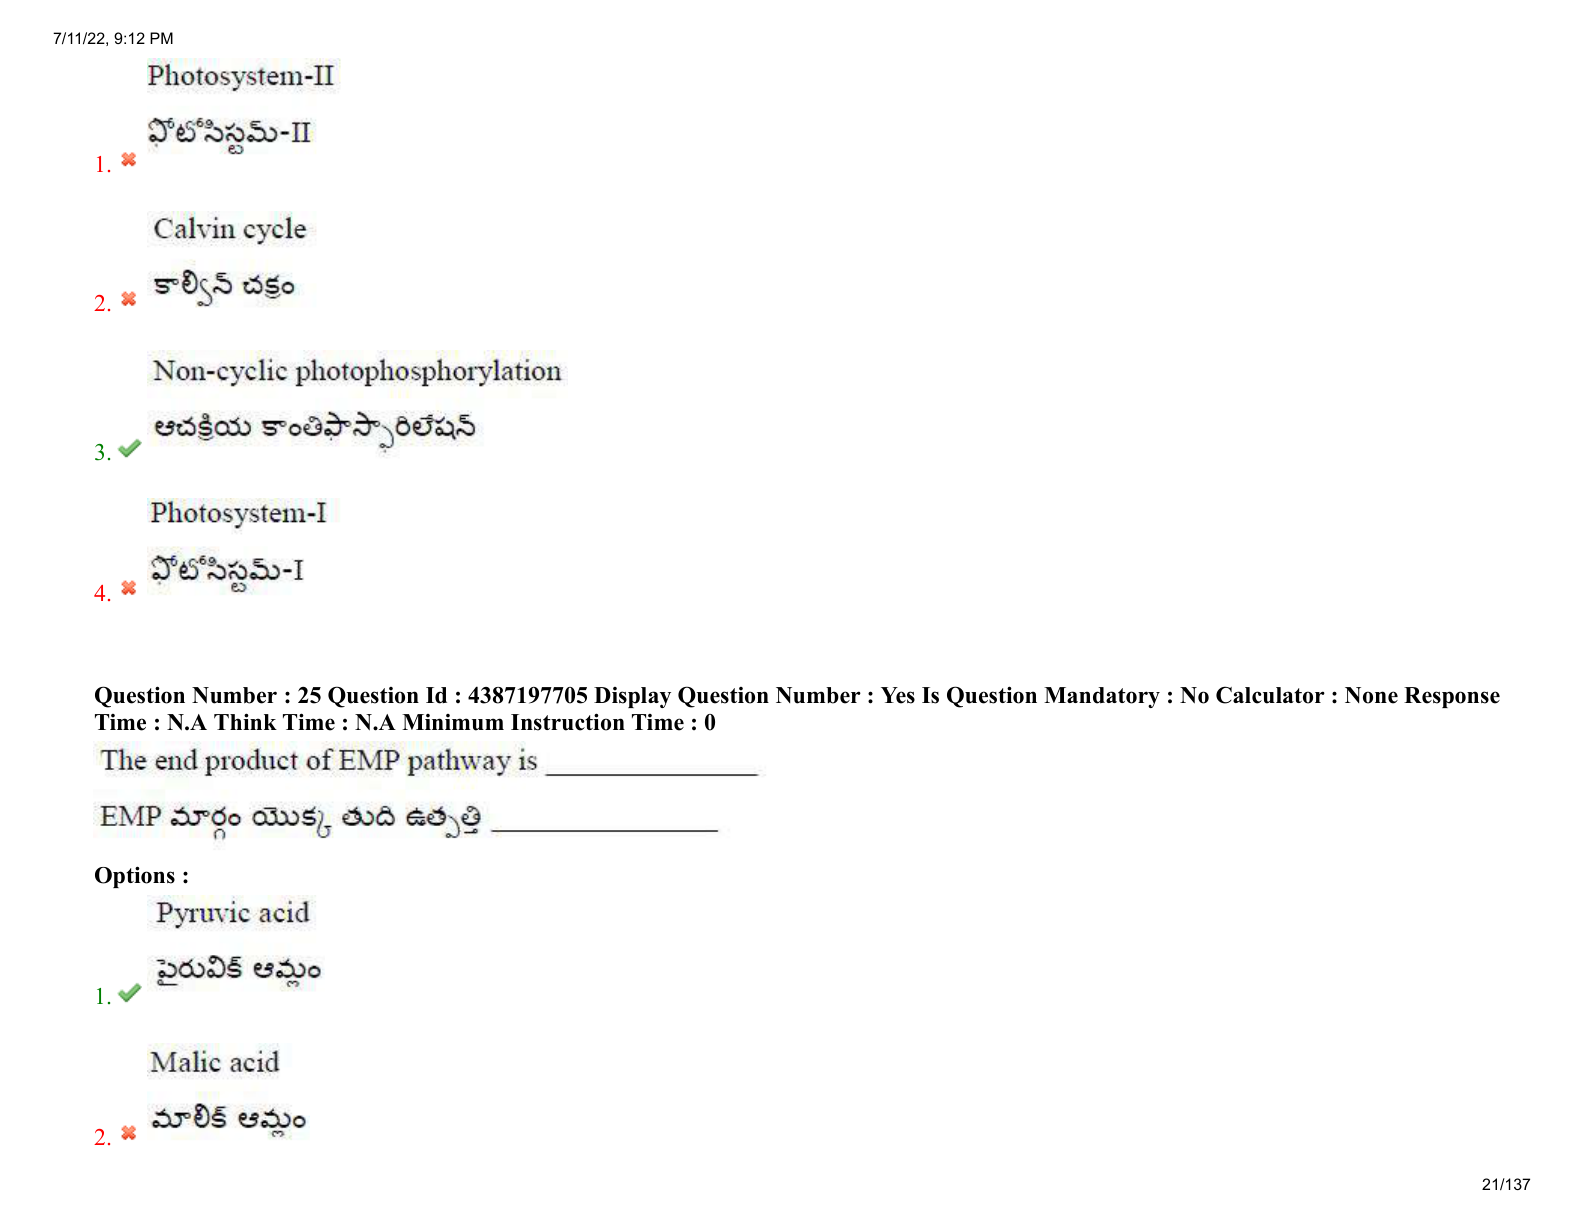 7/11/22, 9:12 PM
Photosystem-II
ఫోటోసిస్టమ్-II
1.
Calvin cycle
కాల్విన్ చక్రం
2.
Non-cyclic photophosphorylation
ఆచక్రియ కాంతిఫాస్ఫారిలేషన్
3.
Photosystem-I
ఫోటోసిస్టమ్-I
4.
Question Number : 25 Question Id : 4387197705 Display Question Number : Yes Is Question Mandatory : No Calculator : None Response
Time : N.A Think Time : N.A Minimum Instruction Time : 0
The end product of EMP pathway is _______________
EMP మార్గం యొక్క తుది ఉత్పత్తి ________________
Options :
Pyruvic acid
పైరువిక్ ఆమ్లం
1.
Malic acid
మాలిక్ ఆమ్లం
2.
21/137